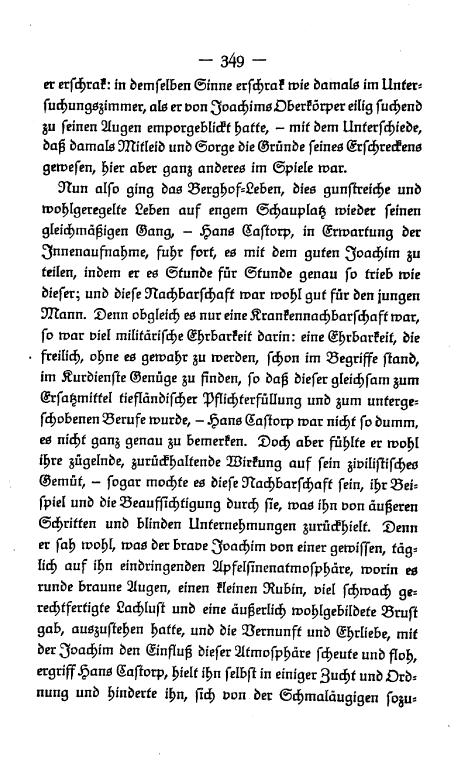 — 349 —
er erschrak: in demselben Sinne erschrak wie damals im Unter-
suchungszimmer, als er von Joachims Oberkörper eilig suchend
zu seinen Augen emporgeblickt hatte, – mit dem Unterschiede,
daß damals Mitleid und Sorge die Gründe seines Erschreckens
gewesen, hier aber ganz anderes im Spiele war.
Nun also ging das Berghof-Leben, dies gunstreiche und
wohlgeregelte Leben auf engem Schauplatz wieder seinen
gleichmäßigen Gang, – Hans Castorp, in Erwartung der
Innenaufnahme, fuhr fort, es mit dem guten Joachim zu
teilen, indem er es Stunde für Stunde genau so trieb wie
dieser; und diese Nachbarschaft war wohl gut für den jungen
Mann. Denn obgleich es nur eine Krankennachbarschaft war,
so war viel militärische Ehrbarkeit darin: eine Ehrbarkeit, die
freilich, ohne es gewahr zu werden, schon im Begriffe stand,
im Kurdienste Genüge zu finden, so daß dieser gleichsam zum
Ersatzmittel tiefländischer Pflichterfüllung und zum unterge-
schobenen Berufe wurde, – Hans Castorp war nicht so dumm,
es nicht ganz genau zu bemerken. Doch aber fühlte er wohl
ihre zügelnde, zurückhaltende Wirkung auf sein zivilistisches
Gemüt, – sogar mochte es diese Nachbarschaft sein, ihr Bei-
spiel und die Beaufsichtigung durch sie, was ihn von äußeren
Schritten und blinden Unternehmungen zurückhielt. Denn
er sah wohl, was der brave Joachim von einer gewissen, täg-
lich auf ihn eindringenden Apfelsinenatmosphäre, worin es
runde braune Augen, einen kleinen Rubin, viel schwach ge-
rechtfertigte Lachlust und eine äußerlich wohlgebildete Brust
gab, auszustehen hatte, und die Vernunft und Ehrliebe, mit
der Joachim den Einfluß dieser Atmosphäre scheute und floh,
ergriff Hans Castorp, hielt ihn selbst in einiger Zucht und Ord-
nung und hinderte ihn, sich von der Schmaläugigen sozu-